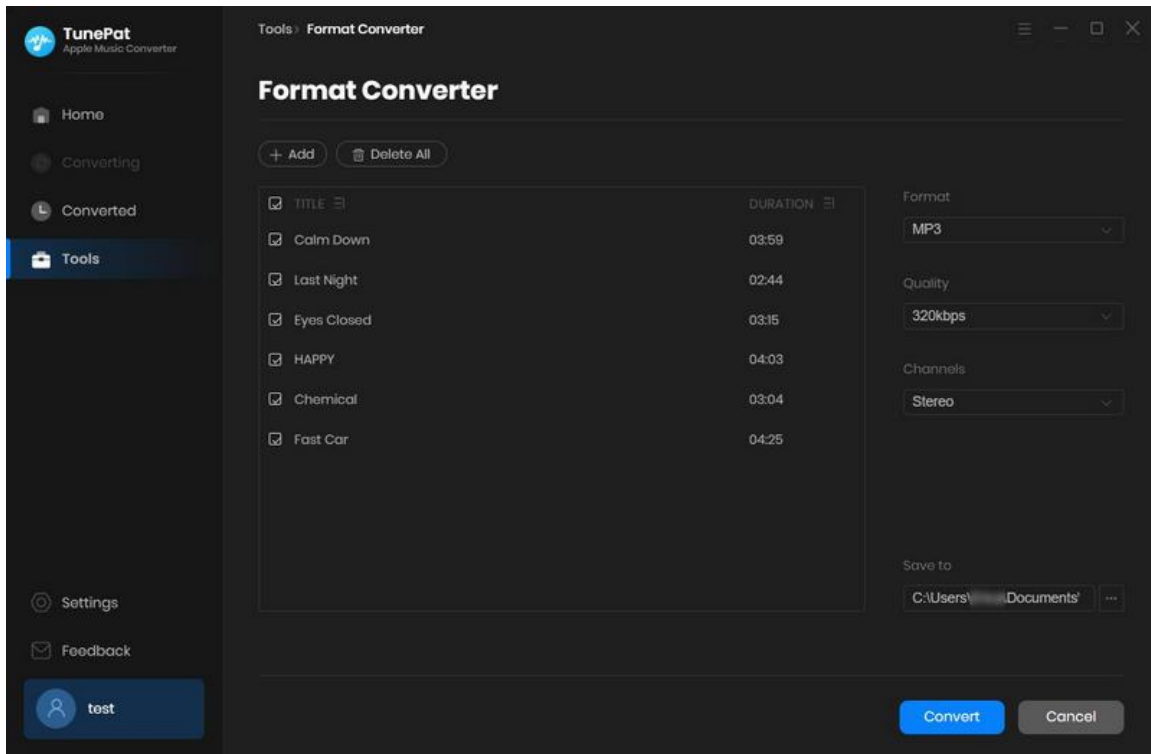 TunePat
Apple Music Converter
Home
Converting
Converted
Tools
Settings
Feedback
test
Tools› Format Converter
Format Converter
+ Add
Delete All
TITLE DURATION
Calm Down 03:59
Last Night 02:44
Eyes Closed 03:15
HAPPY 04:03
Chemical 03:04
Fast Car 04:25
Format
MP3
Quality
320kbps
Channels
Stereo
Save to
C:\Users\ \Documents' ...
Convert Cancel